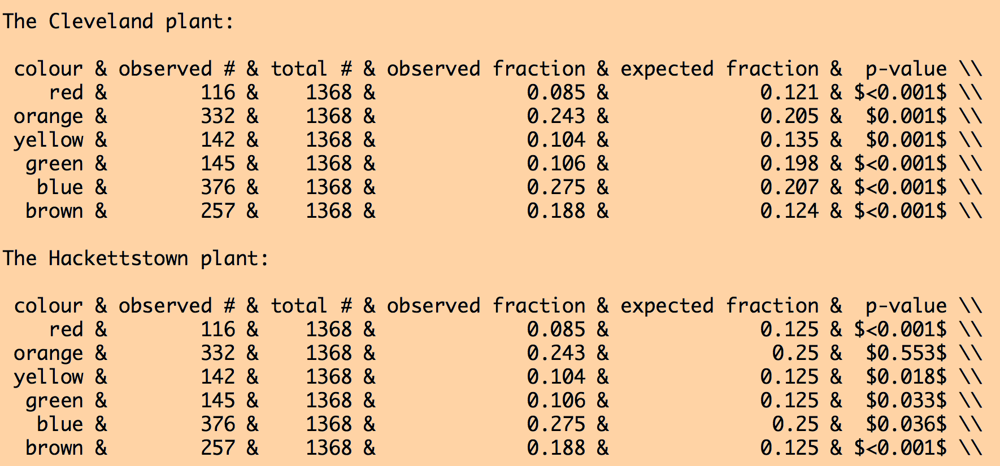 The Cleveland plant:
colour & observed # & total # & observed fraction & expected fraction & p-value \\
red & 116 & 1368 & 0.085 & 0.121 & $<0.001$ \\
orange & 332 & 1368 & 0.243 & 0.205 & $0.001$ \\
yellow & 142 & 1368 & 0.104 & 0.135 & $0.001$ \\
green & 145 & 1368 & 0.106 & 0.198 & $<0.001$ \\
blue & 376 & 1368 & 0.275 & 0.207 & $<0.001$ \\
brown & 257 & 1368 & 0.188 & 0.124 & $<0.001$ \\
The Hackettstown plant:
colour & observed # & total # & observed fraction & expected fraction & p-value \\
red & 116 & 1368 & 0.085 & 0.125 & $<0.001$ \\
orange & 332 & 1368 & 0.243 & 0.25 & $0.553$ \\
yellow & 142 & 1368 & 0.104 & 0.125 & $0.018$ \\
green & 145 & 1368 & 0.106 & 0.125 & $0.033$ \\
blue & 376 & 1368 & 0.275 & 0.25 & $0.036$ \\
brown & 257 & 1368 & 0.188 & 0.125 & $<0.001$ \\